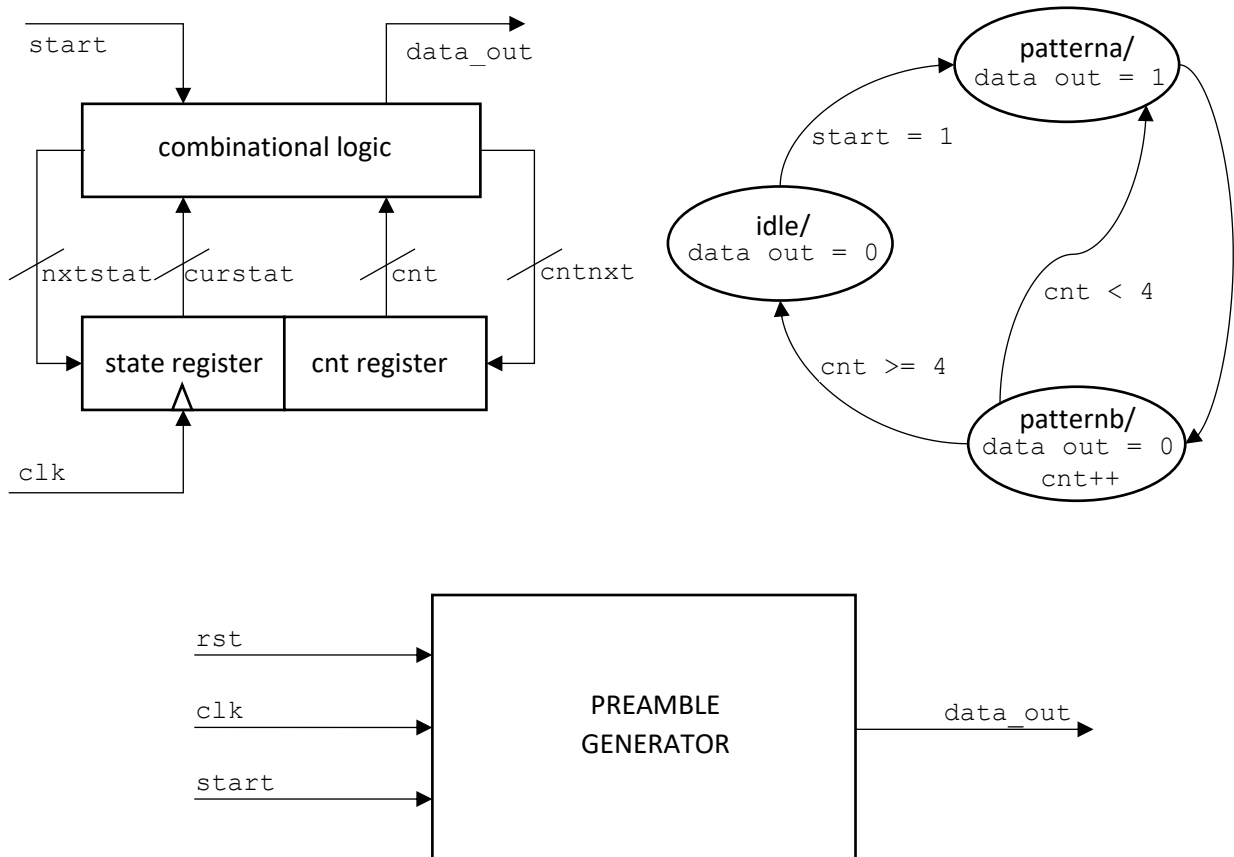 start
data_out
combinational logic
nxtstat
curstat
cnt
cntnxt
state register
cnt register
clk
patterna/
data out = 1
start = 1
idle/
data out = 0
cnt < 4
cnt >= 4
patternb/
data out = 0
cnt++
rst
clk
start
PREAMBLE
GENERATOR
data_out